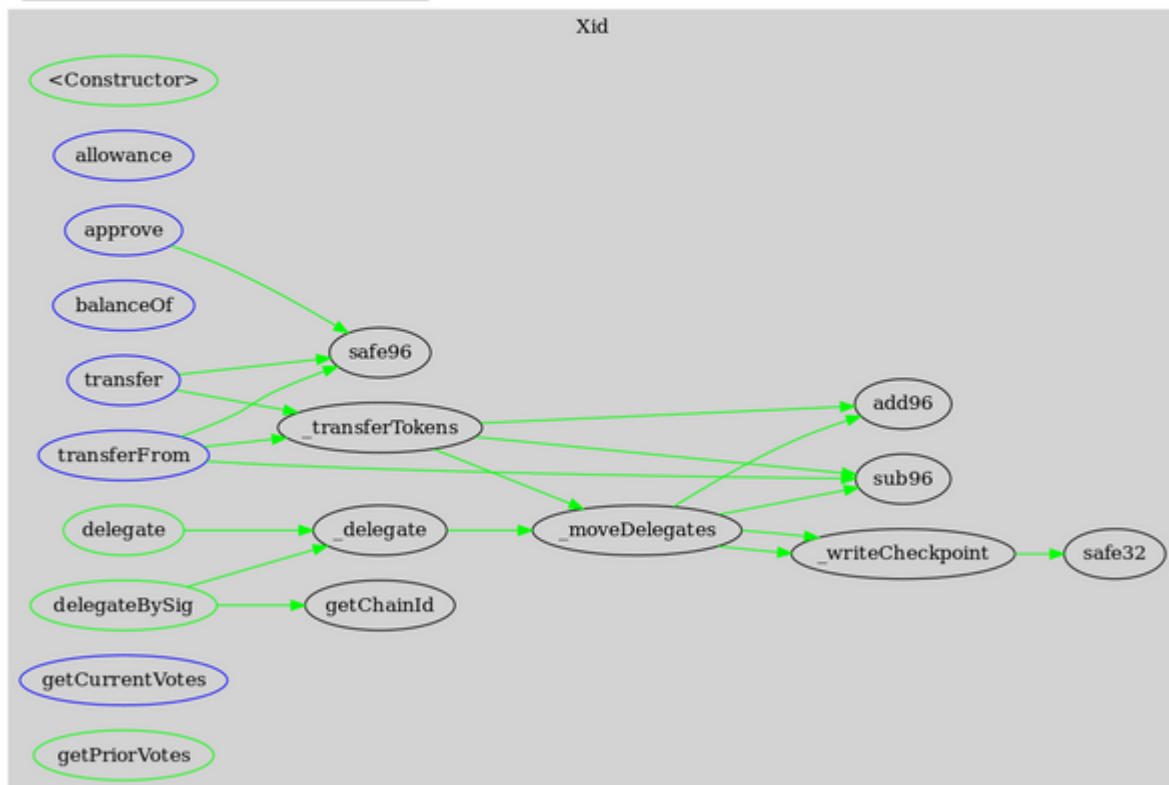 Xid
<Constructor>
allowance
approve
balanceOf
safe96
transfer
add96
_transferTokens
transferFrom
sub96
delegate
_delegate
_moveDelegates
_writeCheckpoint
safe32
delegateBySig
getChainId
getCurrentVotes
getPriorVotes